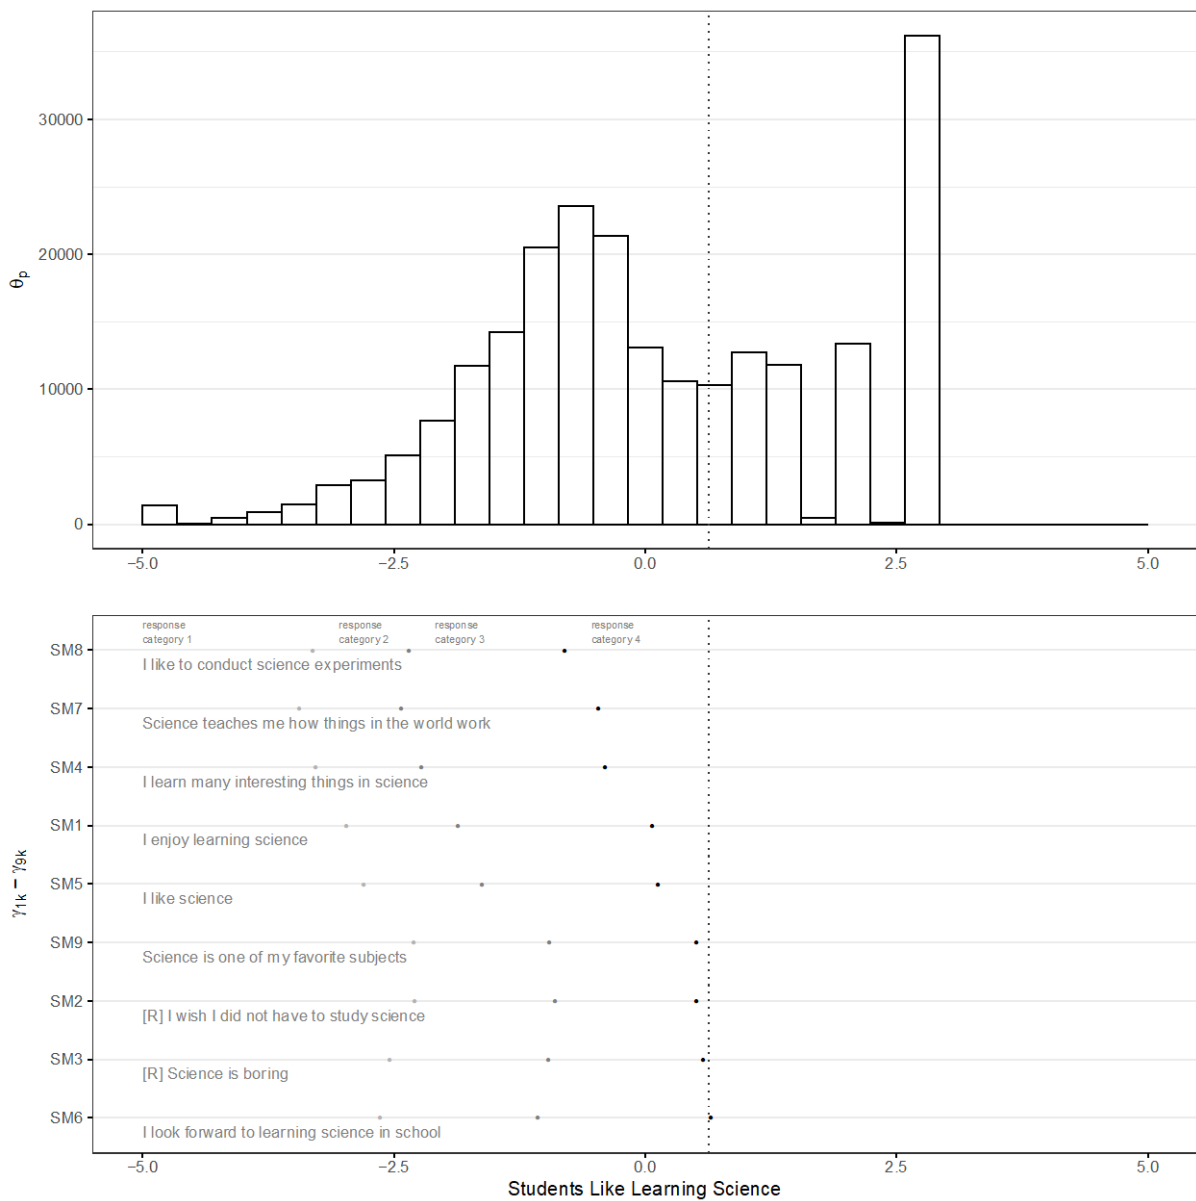 30000
20000
θp
10000
0
−5.0 −2.5 0.0 2.5 5.0
response response response response
category 1 category 2 category 3 category 4
SM8
I like to conduct science experiments
SM7
Science teaches me how things in the world work
SM4
I learn many interesting things in science
SM1
I enjoy learning science
γ1k − γ9k
SM5
I like science
SM9
Science is one of my favorite subjects
SM2
[R] I wish I did not have to study science
SM3
[R] Science is boring
SM6
I look forward to learning science in school
−5.0 −2.5 0.0 2.5 5.0
Students Like Learning Science